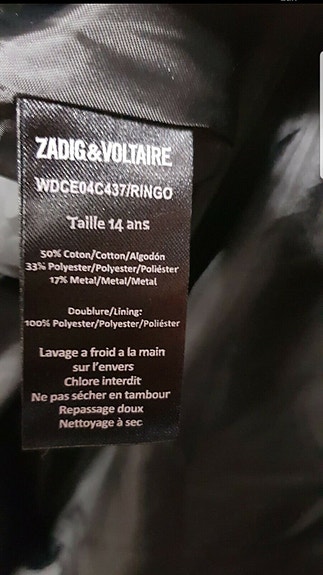 ZADIG&VOLTAIRE
WDCE04C437/RINGO
Taille 14 ans
50% Coton/Cotton/Algodón
33% Polyester/Polyester/Poliéster
17% Metal/Metal/Metal
Doublure/Lining:
100% Polyester/Polyester/Poliéster
Lavage a froid a la main
sur l'envers
Chlore interdit
Ne pas sécher en tambour
Repassage doux
Nettoyage à sec